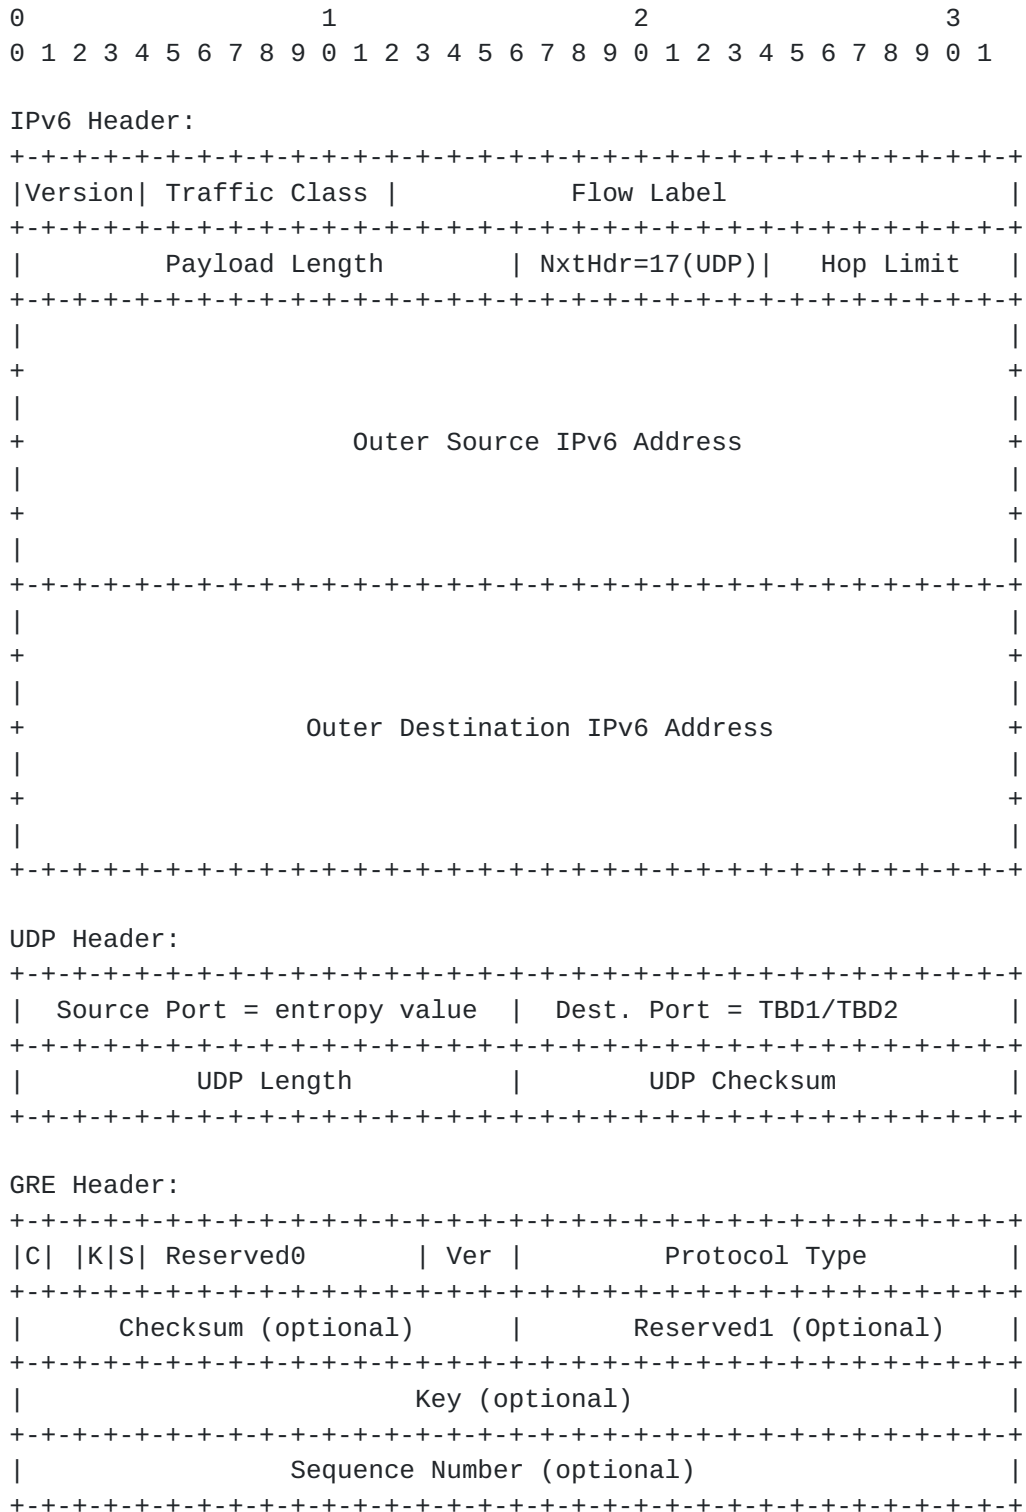 0                   1                   2                   3
0 1 2 3 4 5 6 7 8 9 0 1 2 3 4 5 6 7 8 9 0 1 2 3 4 5 6 7 8 9 0 1

IPv6 Header:
+-+-+-+-+-+-+-+-+-+-+-+-+-+-+-+-+-+-+-+-+-+-+-+-+-+-+-+-+-+-+-+-+
|Version| Traffic Class |           Flow Label                  |
+-+-+-+-+-+-+-+-+-+-+-+-+-+-+-+-+-+-+-+-+-+-+-+-+-+-+-+-+-+-+-+-+
|         Payload Length        | NxtHdr=17(UDP)|   Hop Limit   |
+-+-+-+-+-+-+-+-+-+-+-+-+-+-+-+-+-+-+-+-+-+-+-+-+-+-+-+-+-+-+-+-+
|                                                               |
+                                                               +
|                                                               |
+                     Outer Source IPv6 Address                 +
|                                                               |
+                                                               +
|                                                               |
+-+-+-+-+-+-+-+-+-+-+-+-+-+-+-+-+-+-+-+-+-+-+-+-+-+-+-+-+-+-+-+-+
|                                                               |
+                                                               +
|                                                               |
+                  Outer Destination IPv6 Address               +
|                                                               |
+                                                               +
|                                                               |
+-+-+-+-+-+-+-+-+-+-+-+-+-+-+-+-+-+-+-+-+-+-+-+-+-+-+-+-+-+-+-+-+

UDP Header:
+-+-+-+-+-+-+-+-+-+-+-+-+-+-+-+-+-+-+-+-+-+-+-+-+-+-+-+-+-+-+-+-+
|  Source Port = entropy value  |  Dest. Port = TBD1/TBD2       |
+-+-+-+-+-+-+-+-+-+-+-+-+-+-+-+-+-+-+-+-+-+-+-+-+-+-+-+-+-+-+-+-+
|           UDP Length          |        UDP Checksum           |
+-+-+-+-+-+-+-+-+-+-+-+-+-+-+-+-+-+-+-+-+-+-+-+-+-+-+-+-+-+-+-+-+

GRE Header:
+-+-+-+-+-+-+-+-+-+-+-+-+-+-+-+-+-+-+-+-+-+-+-+-+-+-+-+-+-+-+-+-+
|C| |K|S| Reserved0       | Ver |         Protocol Type         |
+-+-+-+-+-+-+-+-+-+-+-+-+-+-+-+-+-+-+-+-+-+-+-+-+-+-+-+-+-+-+-+-+
|      Checksum (optional)      |       Reserved1 (Optional)    |
+-+-+-+-+-+-+-+-+-+-+-+-+-+-+-+-+-+-+-+-+-+-+-+-+-+-+-+-+-+-+-+-+
|                         Key (optional)                        |
+-+-+-+-+-+-+-+-+-+-+-+-+-+-+-+-+-+-+-+-+-+-+-+-+-+-+-+-+-+-+-+-+
|                 Sequence Number (optional)                    |
+-+-+-+-+-+-+-+-+-+-+-+-+-+-+-+-+-+-+-+-+-+-+-+-+-+-+-+-+-+-+-+-+